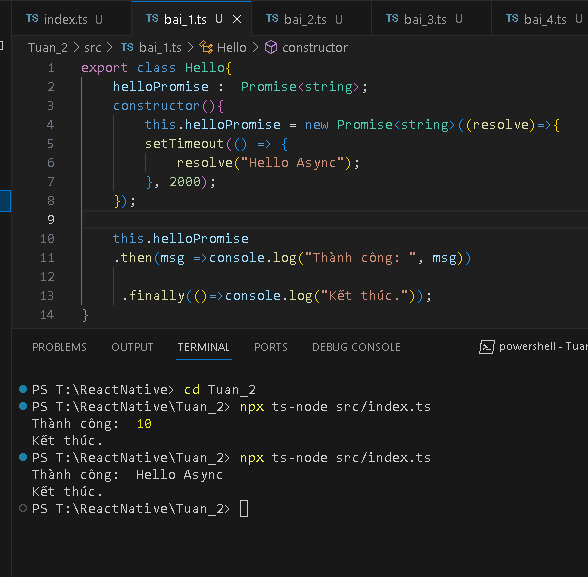 TS index.ts U TS bai_1.ts U × TS bai_2.ts U TS bai_3.ts U TS bai_4.ts U
Tuan_2 > src > TS bai_1.ts > Hello > constructor
1 export class Hello{
2 helloPromise : Promise<string>;
3 constructor(){
4 this.helloPromise = new Promise<string>((resolve)=>{
5 setTimeout(() => {
6 resolve("Hello Async");
7 }, 2000);
8 });
9
10 this.helloPromise
11 .then(msg =>console.log("Thành công: ", msg))
12
13 .finally(()=>console.log("Kết thúc."));
14 }
PROBLEMS OUTPUT TERMINAL PORTS DEBUG CONSOLE powershell - Tuan
PS T:\ReactNative> cd Tuan_2
PS T:\ReactNative\Tuan_2> npx ts-node src/index.ts
Thành công: 10
Kết thúc.
PS T:\ReactNative\Tuan_2> npx ts-node src/index.ts
Thành công: Hello Async
Kết thúc.
PS T:\ReactNative\Tuan_2>